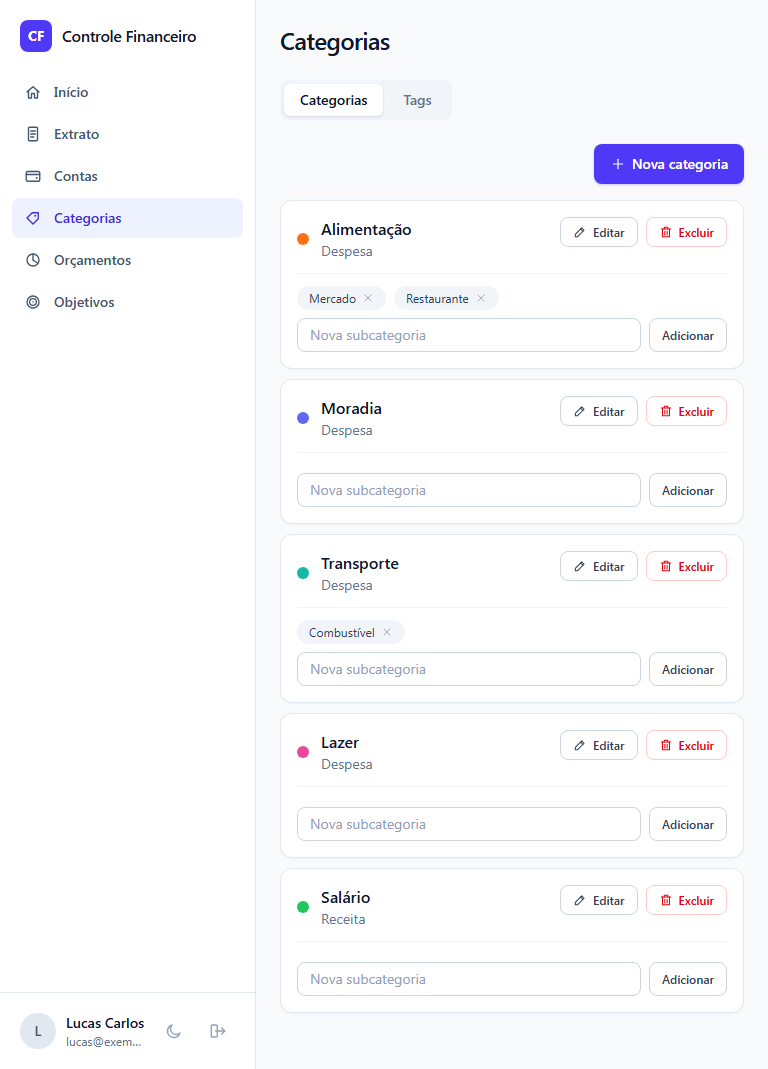 CF Controle Financeiro
Início
Extrato
Contas
Categorias
Orçamentos
Objetivos
L
Lucas Carlos
lucas@exem...
Categorias
Categorias Tags
Nova categoria
Alimentação
Despesa
Editar Excluir
Mercado Restaurante
Nova subcategoria Adicionar
Moradia
Despesa
Editar Excluir
Nova subcategoria Adicionar
Transporte
Despesa
Editar Excluir
Combustível
Nova subcategoria Adicionar
Lazer
Despesa
Editar Excluir
Nova subcategoria Adicionar
Salário
Receita
Editar Excluir
Nova subcategoria Adicionar